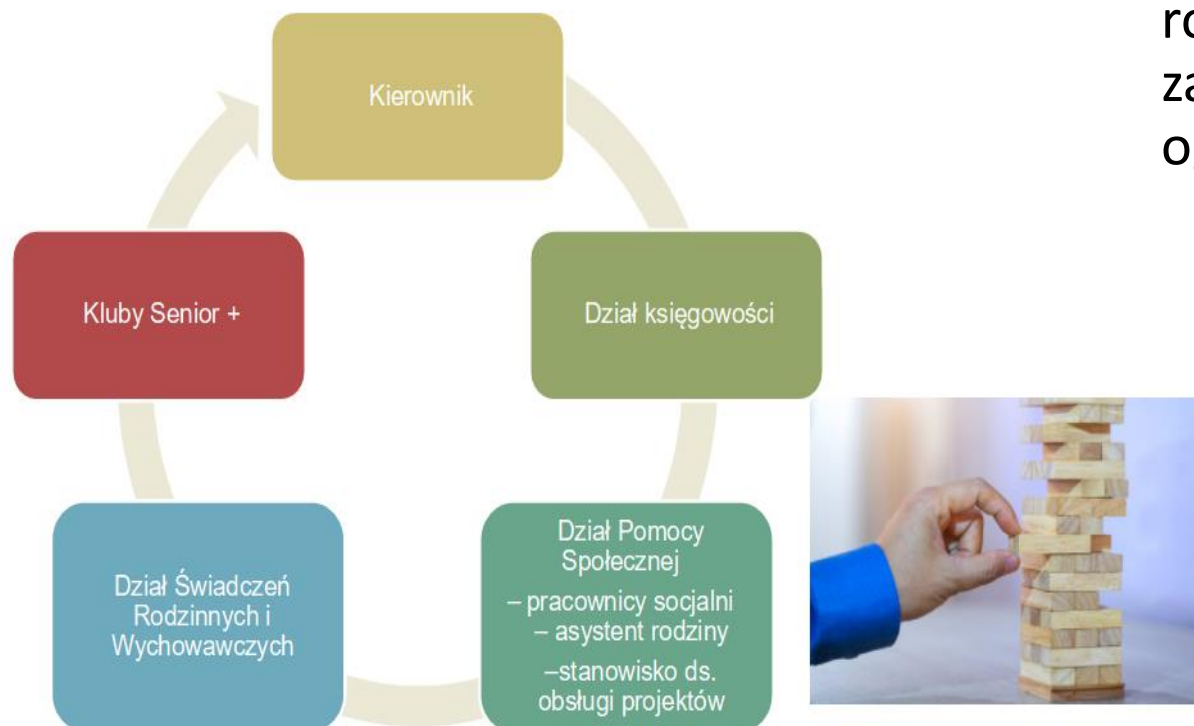 Kierownik
Dział księgowości
Dział Pomocy
Społecznej
– pracownicy socjalni
– asystent rodziny
–stanowisko ds.
obsługi projektów
Dział Świadczeń
Rodzinnych i
Wychowawczych
Kluby Senior +